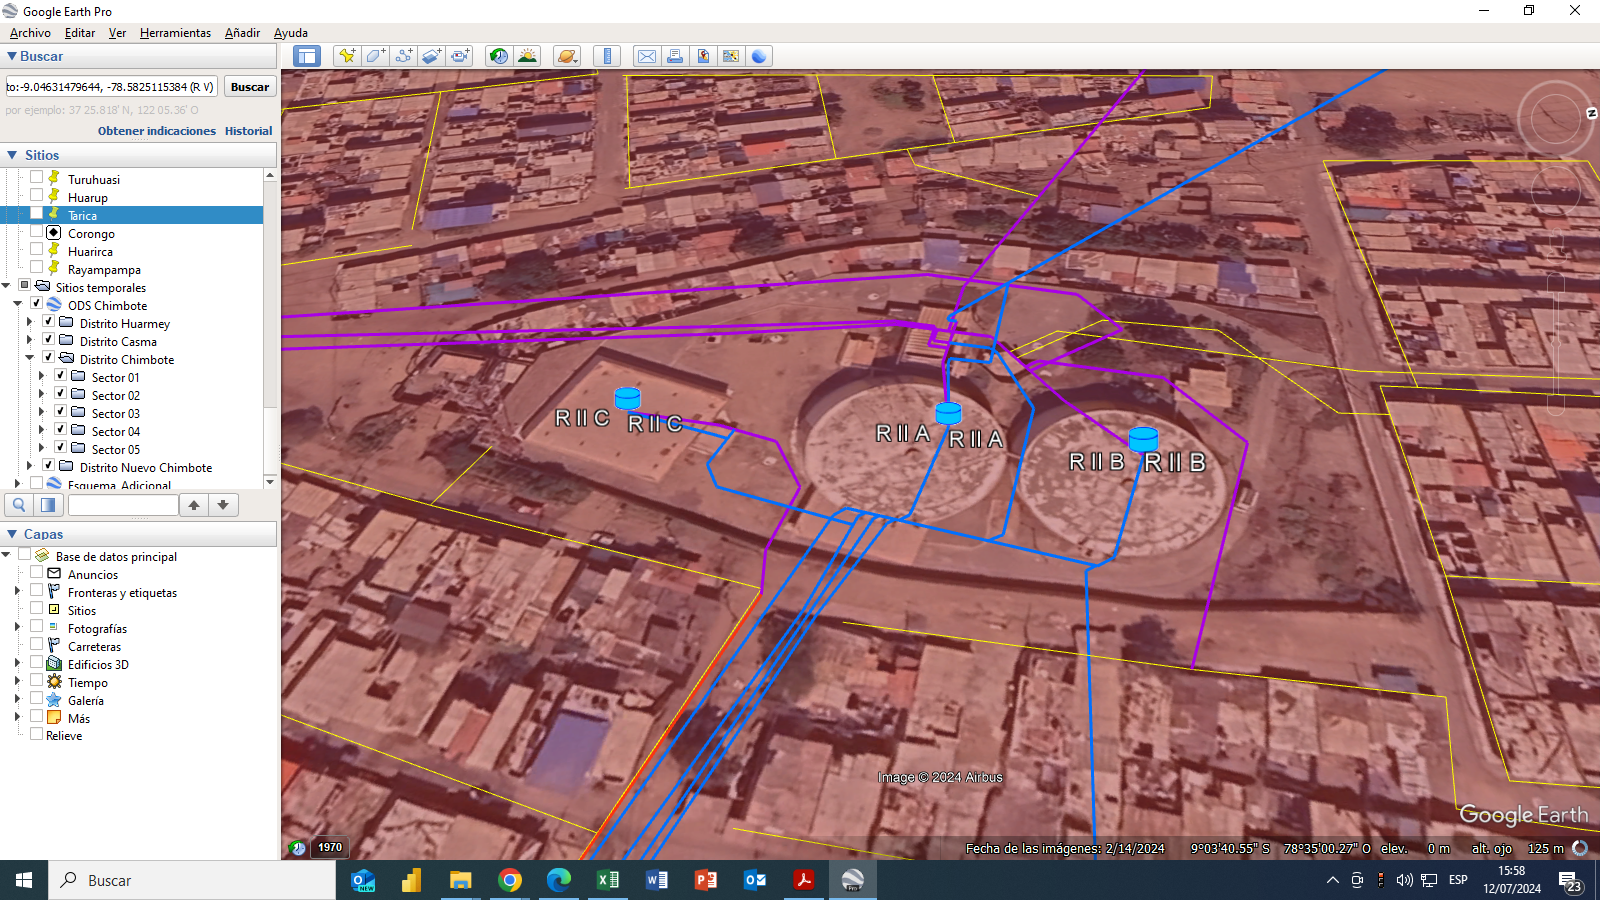 Google Earth Pro
Archivo Editar Ver Herramientas Añadir Ayuda
Buscar
to:-9.04631479644, -78.5825115384 (R V)
Buscar
por ejemplo: 37 25.818' N, 122 05.36' O
Obtener indicaciones Historial
Sitios
Turuhuasi
Huarup
Tarica
Corongo
Huarirca
Rayampampa
Sitios temporales
ODS Chimbote
Distrito Huarmey
Distrito Casma
Distrito Chimbote
Sector 01
Sector 02
Sector 03
Sector 04
Sector 05
Distrito Nuevo Chimbote
Esquema_Adicional
Capas
Base de datos principal
Anuncios
Fronteras y etiquetas
Sitios
Fotografías
Carreteras
Edificios 3D
Tiempo
Galería
Más
Relieve
N
R II C R II C
R II A R II A
R II B R II B
Image © 2024 Airbus
Google Earth
1970
Fecha de las imágenes: 2/14/2024 9°03'40.55" S 78°35'00.27" O elev. 0 m alt. ojo 125 m
Buscar
NEW
Pro
ESP
15:58
12/07/2024
23